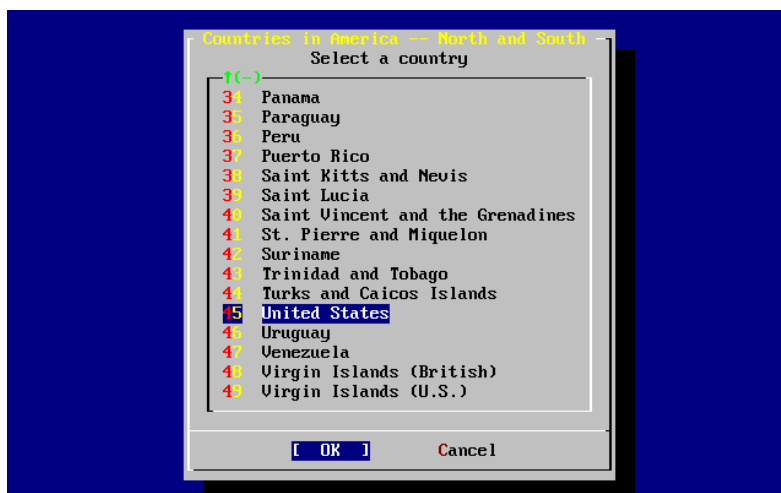 Countries in America -- North and South
Select a country
↑(-)
34 Panama
35 Paraguay
36 Peru
37 Puerto Rico
38 Saint Kitts and Nevis
39 Saint Lucia
40 Saint Vincent and the Grenadines
41 St. Pierre and Miquelon
42 Suriname
43 Trinidad and Tobago
44 Turks and Caicos Islands
45 United States
46 Uruguay
47 Venezuela
48 Virgin Islands (British)
49 Virgin Islands (U.S.)
[ OK ] Cancel